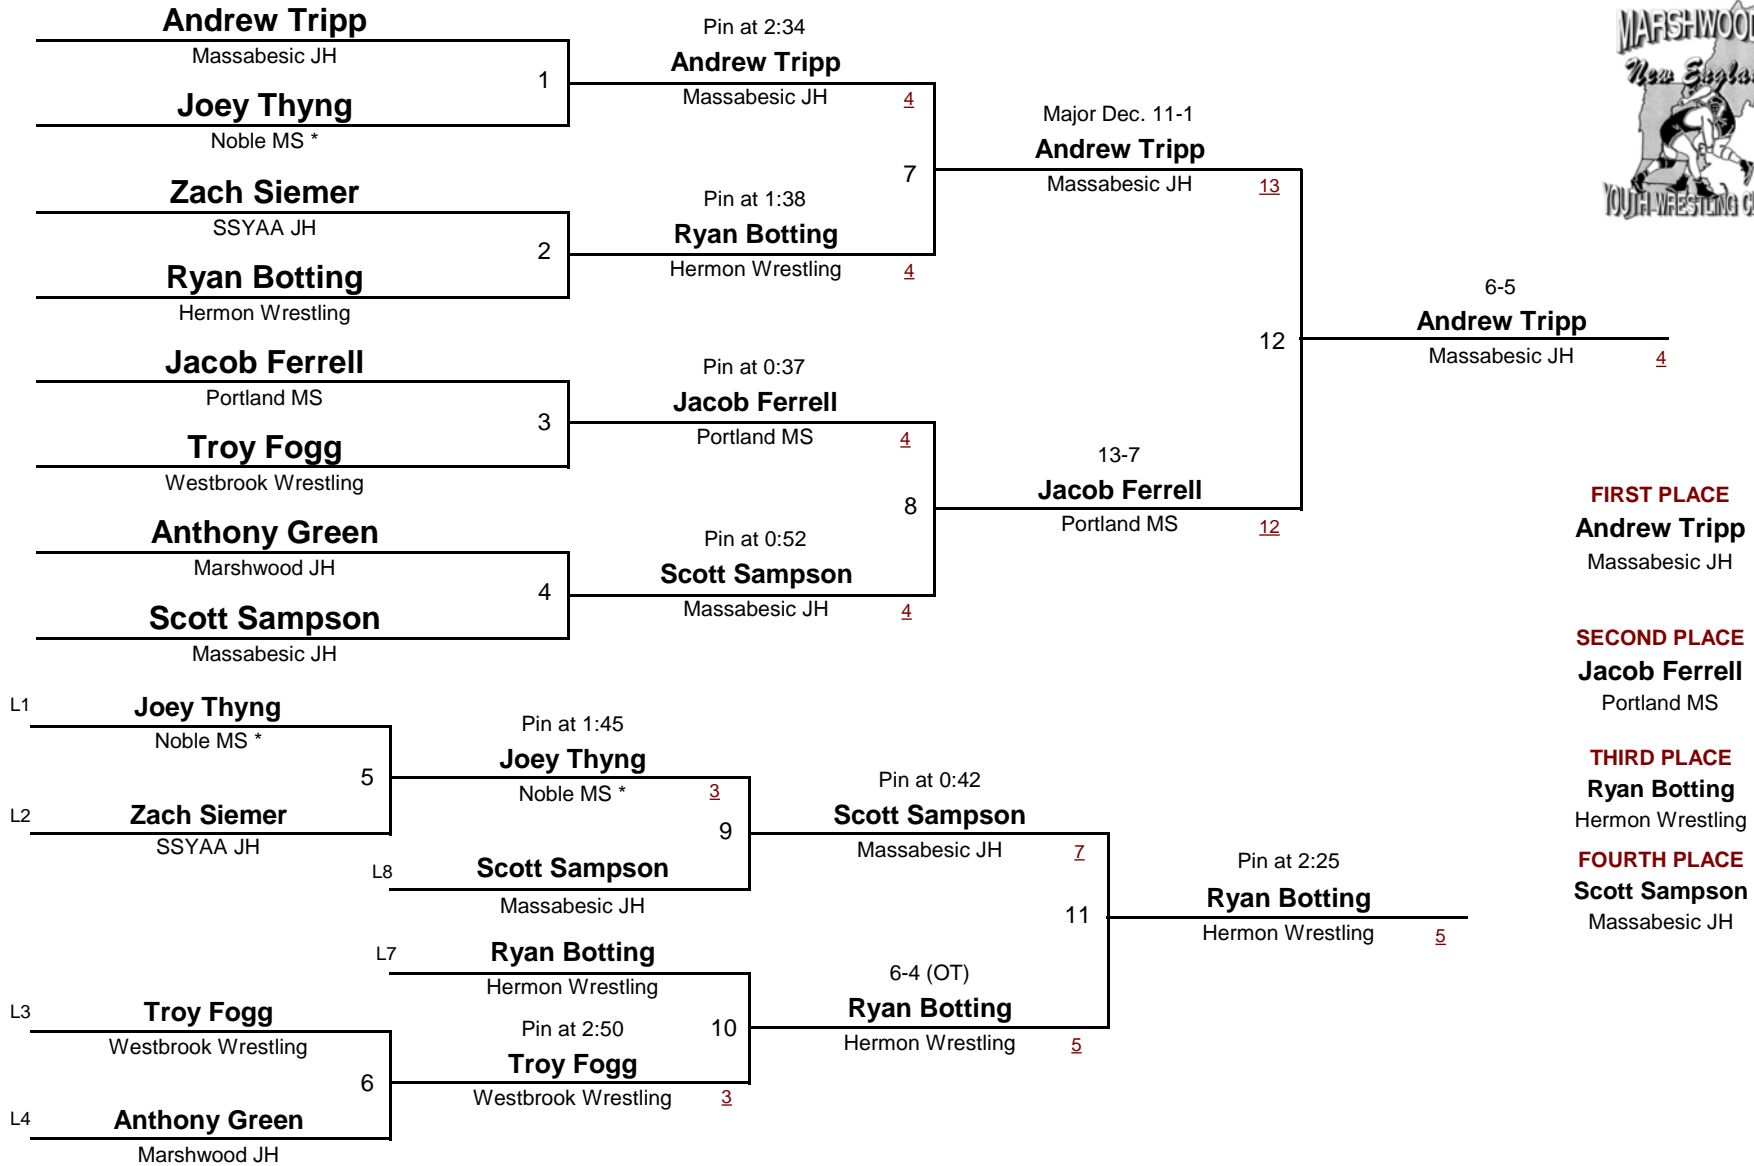 Andrew Tripp
Massabesic JH
1
Joey Thyng
Noble MS *
Zach Siemer
SSYAA JH
2
Ryan Botting
Hermon Wrestling
Jacob Ferrell
Portland MS
3
Troy Fogg
Westbrook Wrestling
Anthony Green
Marshwood JH
4
Scott Sampson
Massabesic JH
Pin at 2:34
Andrew Tripp
Massabesic JH 4
7
Pin at 1:38
Ryan Botting
Hermon Wrestling 4
Pin at 0:37
Jacob Ferrell
Portland MS 4
8
Pin at 0:52
Scott Sampson
Massabesic JH 4
Major Dec. 11-1
Andrew Tripp
Massabesic JH 13
12
13-7
Jacob Ferrell
Portland MS 12
6-5
Andrew Tripp
Massabesic JH 4
MARSHWOOD
New England
YOUTH WRESTLING
FIRST PLACE
Andrew Tripp
Massabesic JH
SECOND PLACE
Jacob Ferrell
Portland MS
THIRD PLACE
Ryan Botting
Hermon Wrestling
FOURTH PLACE
Scott Sampson
Massabesic JH
L1 Joey Thyng
Noble MS *
5
L2 Zach Siemer
SSYAA JH
Pin at 1:45
Joey Thyng
Noble MS * 3
9
L8 Scott Sampson
Massabesic JH
L7 Ryan Botting
Hermon Wrestling
10
Pin at 2:50
Troy Fogg
Westbrook Wrestling 3
L3 Troy Fogg
Westbrook Wrestling
6
L4 Anthony Green
Marshwood JH
Pin at 0:42
Scott Sampson
Massabesic JH 7
11
6-4 (OT)
Ryan Botting
Hermon Wrestling 5
Pin at 2:25
Ryan Botting
Hermon Wrestling 5